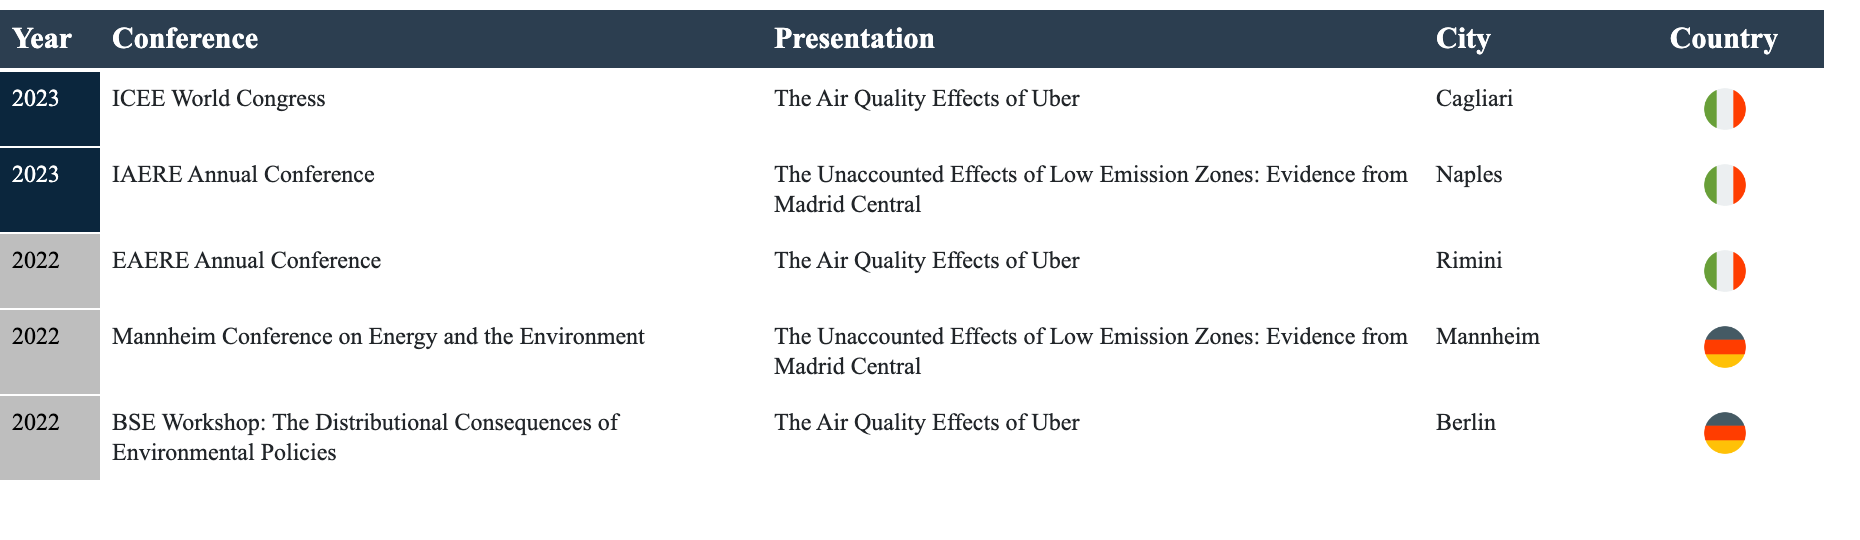 Year Conference Presentation City Country
2023 ICEE World Congress The Air Quality Effects of Uber Cagliari
2023 IAERE Annual Conference The Unaccounted Effects of Low Emission Zones: Evidence from Naples
Madrid Central
2022 EAERE Annual Conference The Air Quality Effects of Uber Rimini
2022 Mannheim Conference on Energy and the Environment The Unaccounted Effects of Low Emission Zones: Evidence from Mannheim
Madrid Central
2022 BSE Workshop: The Distributional Consequences of The Air Quality Effects of Uber Berlin
Environmental Policies